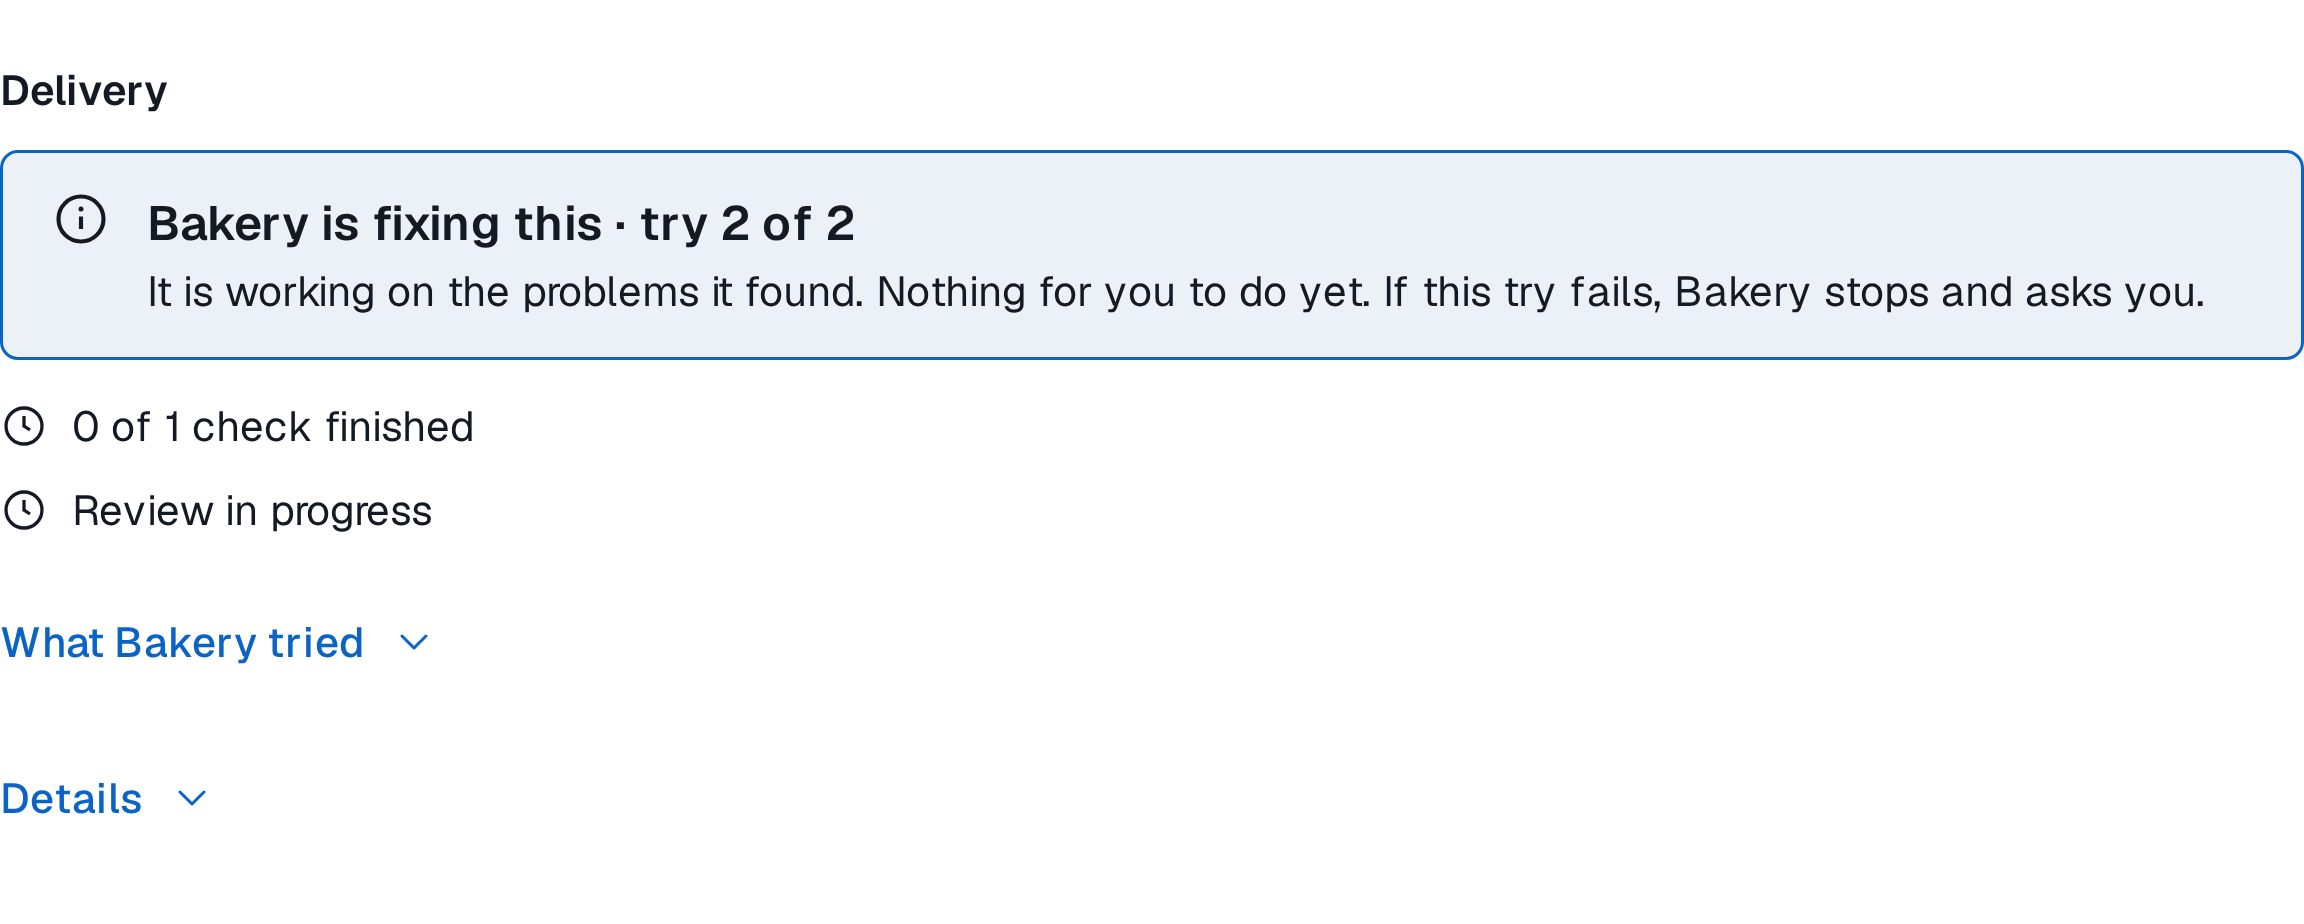 Delivery
Bakery is fixing this · try 2 of 2
It is working on the problems it found. Nothing for you to do yet. If this try fails, Bakery stops and asks you.
0 of 1 check finished
Review in progress
What Bakery tried
Details